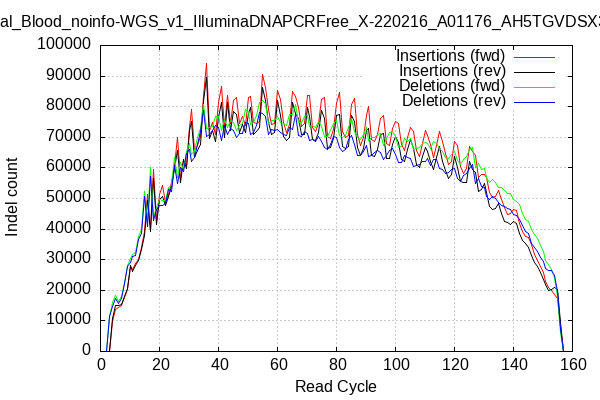 al_Blood_noinfo-WGS_v1_IlluminaDNAPCRFree_X-220216_A01176_AH5TGVDSX
Insertions (fwd)
Insertions (rev)
Deletions (fwd)
Deletions (rev)
Indel count
100000
90000
80000
70000
60000
50000
40000
30000
20000
10000
0
0 20 40 60 80 100 120 140 160
Read Cycle